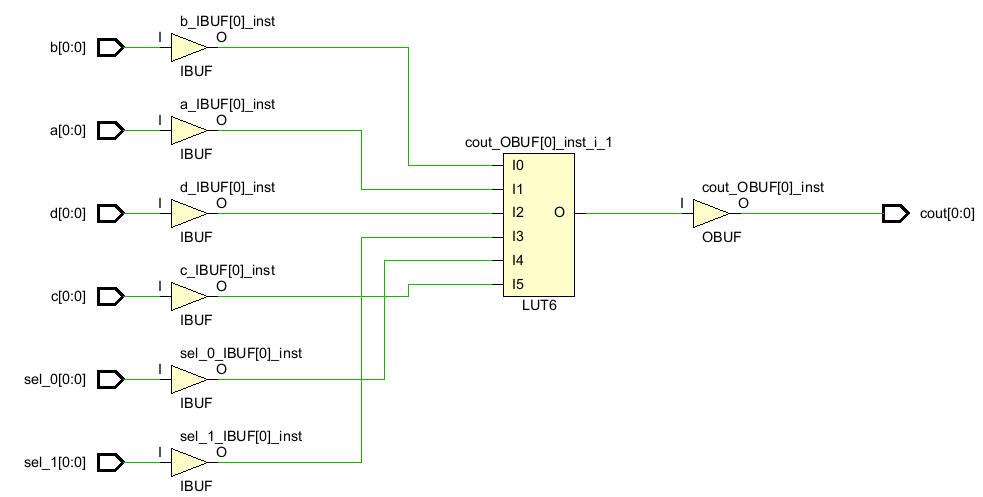 b_IBUF[0]_inst
b[0:0] I O
IBUF
a_IBUF[0]_inst
a[0:0] I O
IBUF
cout_OBUF[0]_inst_i_1
I0
I1
I2 O
I3
I4
I5
LUT6
d_IBUF[0]_inst
d[0:0] I O
IBUF
cout_OBUF[0]_inst
I O cout[0:0]
OBUF
c_IBUF[0]_inst
c[0:0] I O
IBUF
sel_0_IBUF[0]_inst
sel_0[0:0] I O
IBUF
sel_1_IBUF[0]_inst
sel_1[0:0] I O
IBUF